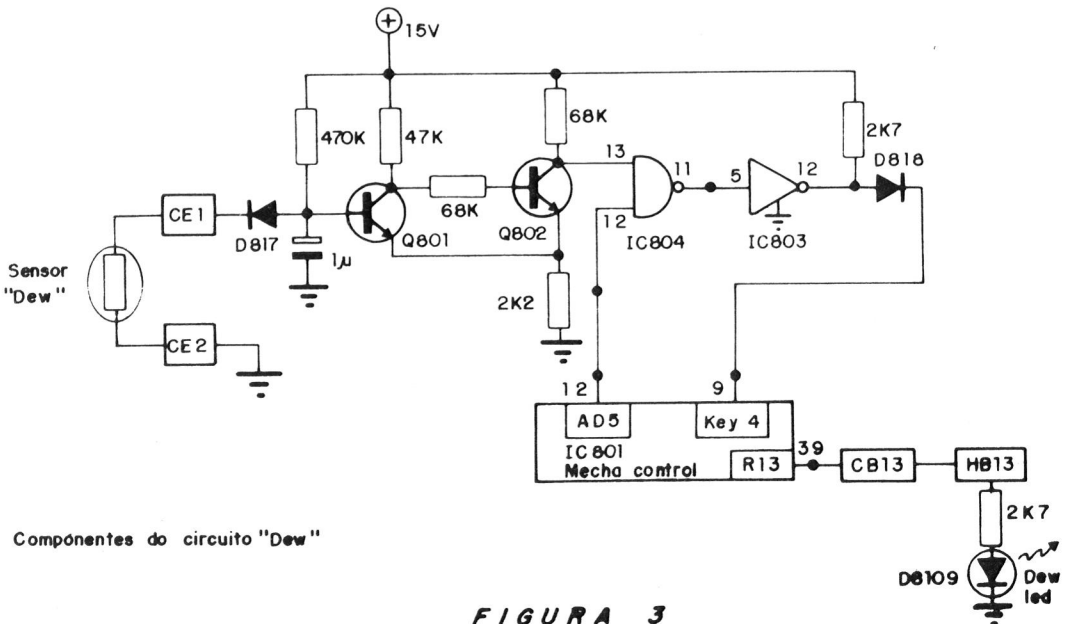 15V
470K
47K
68K
2K7
D818
13
11
5
12
68K
CE1
D817
Q801
Q802
12
IC804
IC803
1µ
Sensor
"Dew"
2K2
CE2
12
9
AD5
Key 4
IC801
Mecha control
R13
39
CB13
HB13
2K7
Componentes do circuito "Dew"
D8109
Dew
led
FIGURA 3